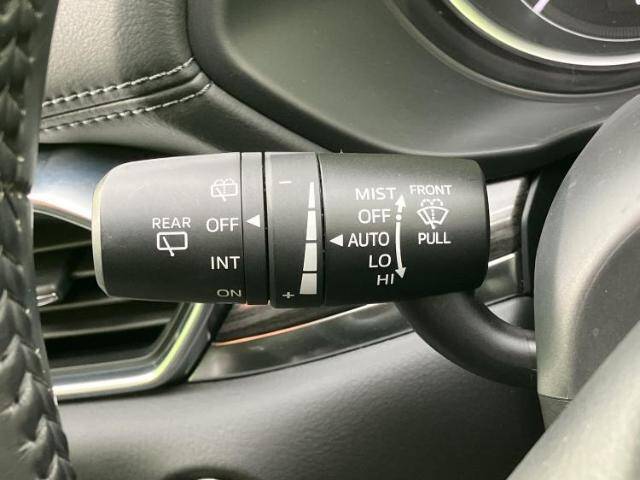 REAR
OFF
INT
ON
−
+
MIST
OFF
AUTO
LO
HI
FRONT
PULL